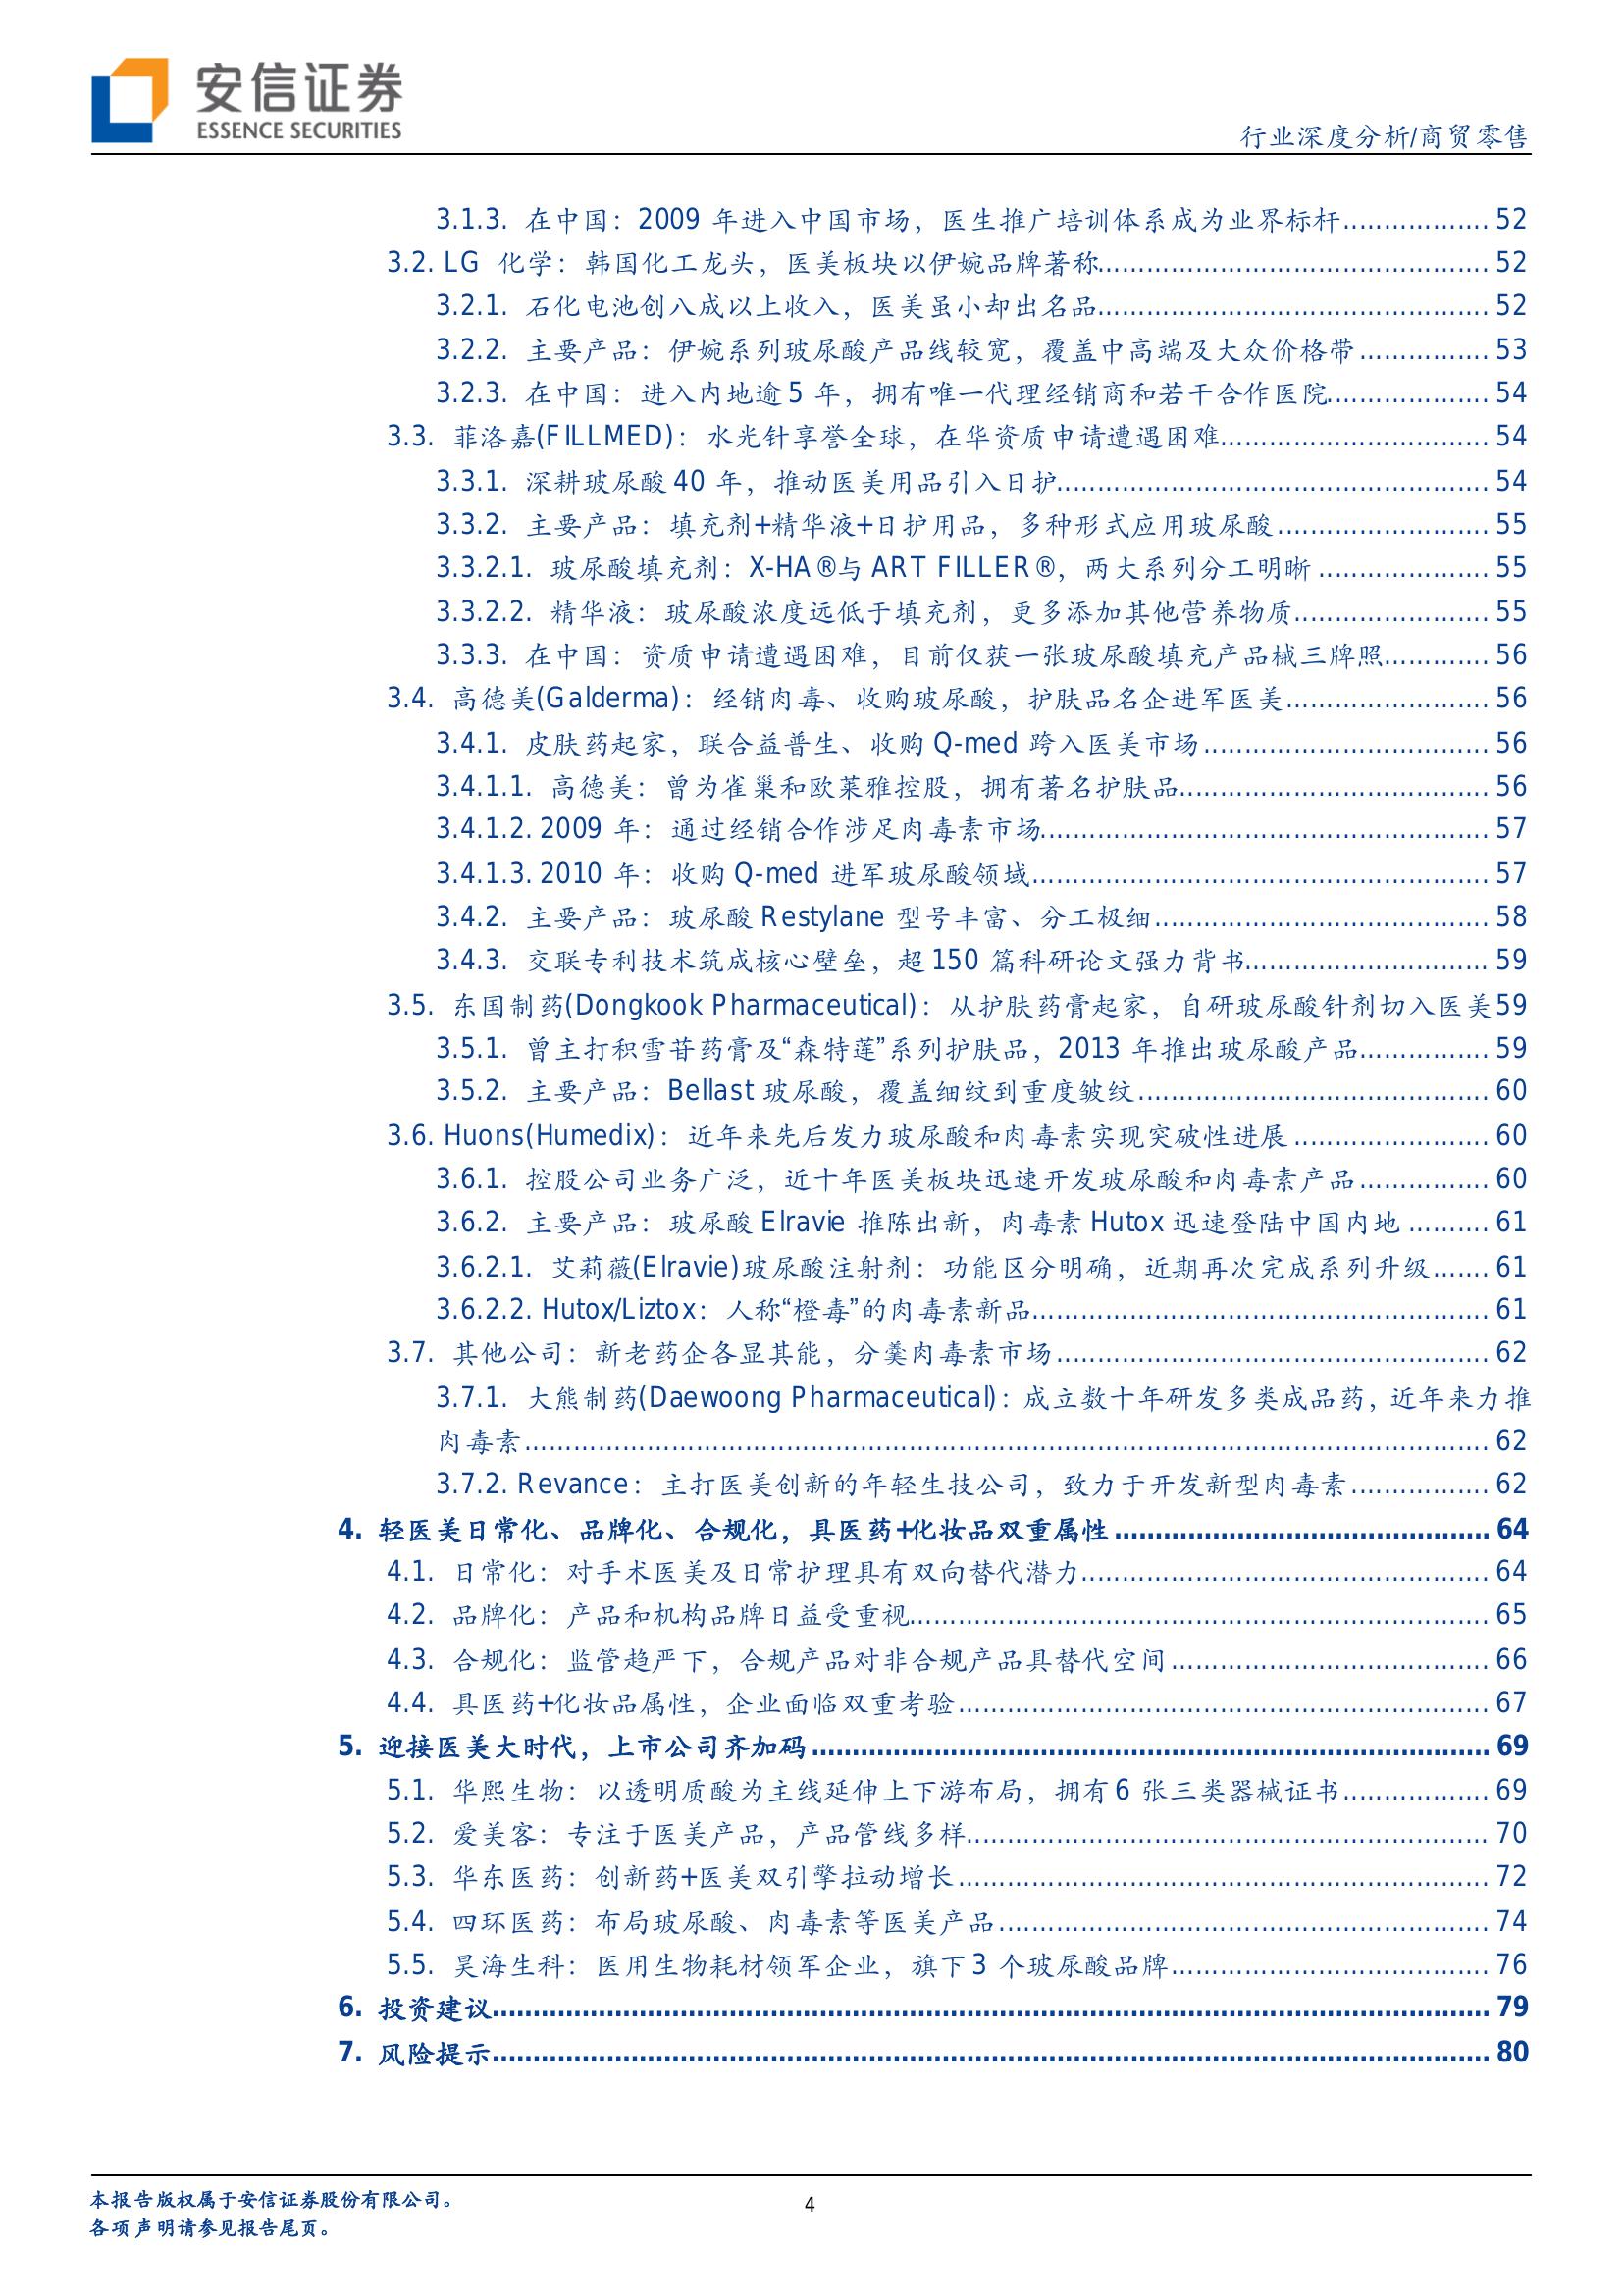 安信证券
ESSENCE SECURITIES
行业深度分析/商贸零售
3.1.3. 在中国：2009 年进入中国市场，医生推广培训体系成为业界标杆.................. 52
3.2. LG 化学：韩国化工龙头，医美板块以伊婉品牌著称................................................ 52
3.2.1. 石化电池创八成以上收入，医美虽小却出名品................................................ 52
3.2.2. 主要产品：伊婉系列玻尿酸产品线较宽，覆盖中高端及大众价格带................ 53
3.2.3. 在中国：进入内地逾 5 年，拥有唯一代理经销商和若干合作医院.................... 54
3.3. 菲洛嘉(FILLMED)：水光针享誉全球，在华资质申请遭遇困难................................. 54
3.3.1. 深耕玻尿酸 40 年，推动医美用品引入日护..................................................... 54
3.3.2. 主要产品：填充剂+精华液+日护用品，多种形式应用玻尿酸.......................... 55
3.3.2.1. 玻尿酸填充剂：X-HA®与 ART FILLER®，两大系列分工明晰 ..................... 55
3.3.2.2. 精华液：玻尿酸浓度远低于填充剂，更多添加其他营养物质........................ 55
3.3.3. 在中国：资质申请遭遇困难，目前仅获一张玻尿酸填充产品械三牌照............. 56
3.4. 高德美(Galderma)：经销肉毒、收购玻尿酸，护肤品名企进军医美......................... 56
3.4.1. 皮肤药起家，联合益普生、收购 Q-med 跨入医美市场................................... 56
3.4.1.1. 高德美：曾为雀巢和欧莱雅控股，拥有著名护肤品...................................... 56
3.4.1.2. 2009 年：通过经销合作涉足肉毒素市场....................................................... 57
3.4.1.3. 2010 年：收购 Q-med 进军玻尿酸领域........................................................ 57
3.4.2. 主要产品：玻尿酸 Restylane 型号丰富、分工极细......................................... 58
3.4.3. 交联专利技术筑成核心壁垒，超 150 篇科研论文强力背书.............................. 59
3.5. 东国制药(Dongkook Pharmaceutical)：从护肤药膏起家，自研玻尿酸针剂切入医美 59
3.5.1. 曾主打积雪苷药膏及“森特莲”系列护肤品，2013 年推出玻尿酸产品................ 59
3.5.2. 主要产品：Bellast 玻尿酸，覆盖细纹到重度皱纹........................................... 60
3.6. Huons(Humedix)：近年来先后发力玻尿酸和肉毒素实现突破性进展........................ 60
3.6.1. 控股公司业务广泛，近十年医美板块迅速开发玻尿酸和肉毒素产品................ 60
3.6.2. 主要产品：玻尿酸 Elravie 推陈出新，肉毒素 Hutox 迅速登陆中国内地 .......... 61
3.6.2.1. 艾莉薇(Elravie)玻尿酸注射剂：功能区分明确，近期再次完成系列升级....... 61
3.6.2.2. Hutox/Liztox：人称“橙毒”的肉毒素新品........................................................ 61
3.7. 其他公司：新老药企各显其能，分羹肉毒素市场..................................................... 62
3.7.1. 大熊制药(Daewoong Pharmaceutical)：成立数十年研发多类成品药，近年来力推
肉毒素...................................................................................................................... 62
3.7.2. Revance：主打医美创新的年轻生技公司，致力于开发新型肉毒素................. 62
4. 轻医美日常化、品牌化、合规化，具医药+化妆品双重属性.............................................. 64
4.1. 日常化：对手术医美及日常护理具有双向替代潜力.................................................. 64
4.2. 品牌化：产品和机构品牌日益受重视....................................................................... 65
4.3. 合规化：监管趋严下，合规产品对非合规产品具替代空间....................................... 66
4.4. 具医药+化妆品属性，企业面临双重考验................................................................. 67
5. 迎接医美大时代，上市公司齐加码................................................................................... 69
5.1. 华熙生物：以透明质酸为主线延伸上下游布局，拥有 6 张三类器械证书.................. 69
5.2. 爱美客：专注于医美产品，产品管线多样................................................................ 70
5.3. 华东医药：创新药+医美双引擎拉动增长................................................................. 72
5.4. 四环医药：布局玻尿酸、肉毒素等医美产品............................................................ 74
5.5. 昊海生科：医用生物耗材领军企业，旗下 3 个玻尿酸品牌....................................... 76
6. 投资建议.......................................................................................................................... 79
7. 风险提示.......................................................................................................................... 80
本报告版权属于安信证券股份有限公司。
4
各项声明请参见报告尾页。